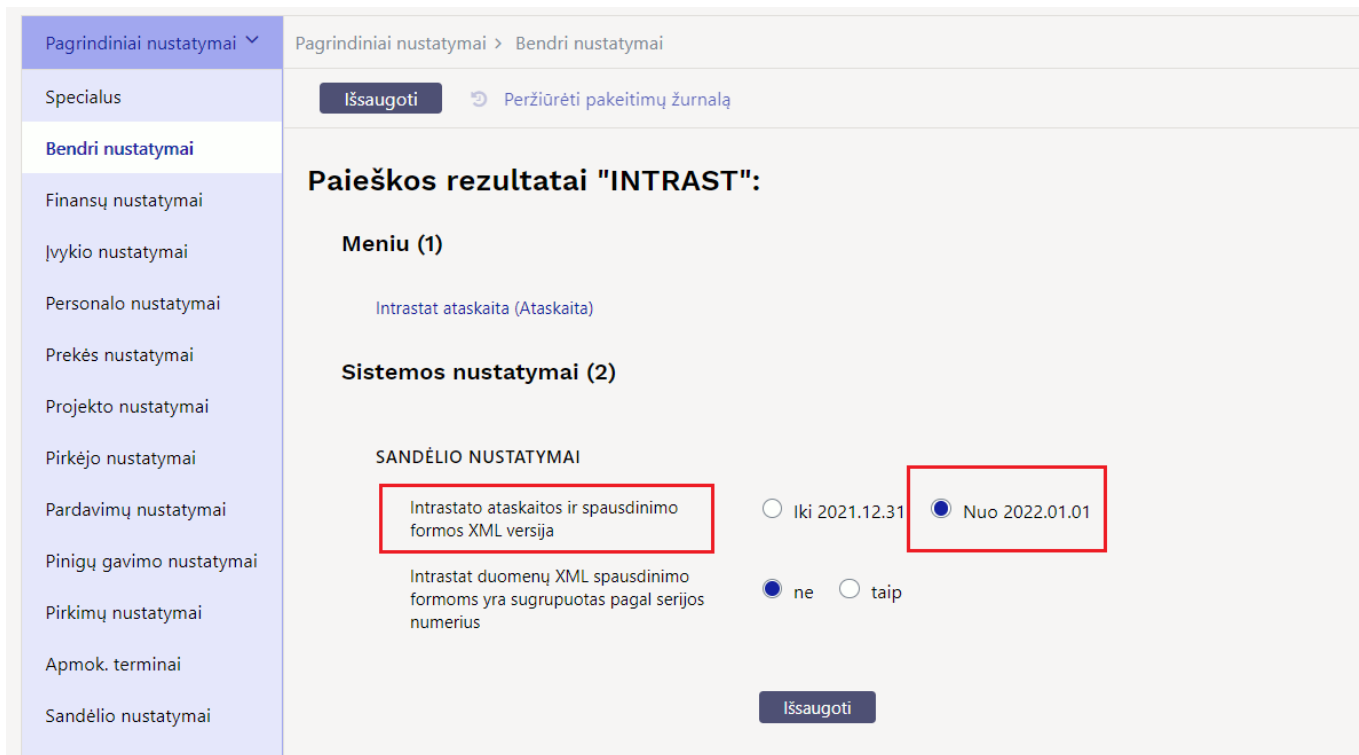 Pagrindiniai nustatymai
Pagrindiniai nustatymai > Bendri nustatymai
Specialus
Bendri nustatymai
Finansų nustatymai
Įvykio nustatymai
Personalo nustatymai
Prekės nustatymai
Projekto nustatymai
Pirkėjo nustatymai
Pardavimų nustatymai
Pinigų gavimo nustatymai
Pirkimų nustatymai
Apmok. terminai
Sandėlio nustatymai
Išsaugoti Peržiūrėti pakeitimų žurnalą
Paieškos rezultatai "INTRAST":
Meniu (1)
Intrastat ataskaita (Ataskaita)
Sistemos nustatymai (2)
SANDĖLIO NUSTATYMAI
Intrastato ataskaitos ir spausdinimo
formos XML versija
Iki 2021.12.31 Nuo 2022.01.01
Intrastat duomenų XML spausdinimo
formoms yra sugrupuotas pagal serijos
numerius
ne taip
Išsaugoti